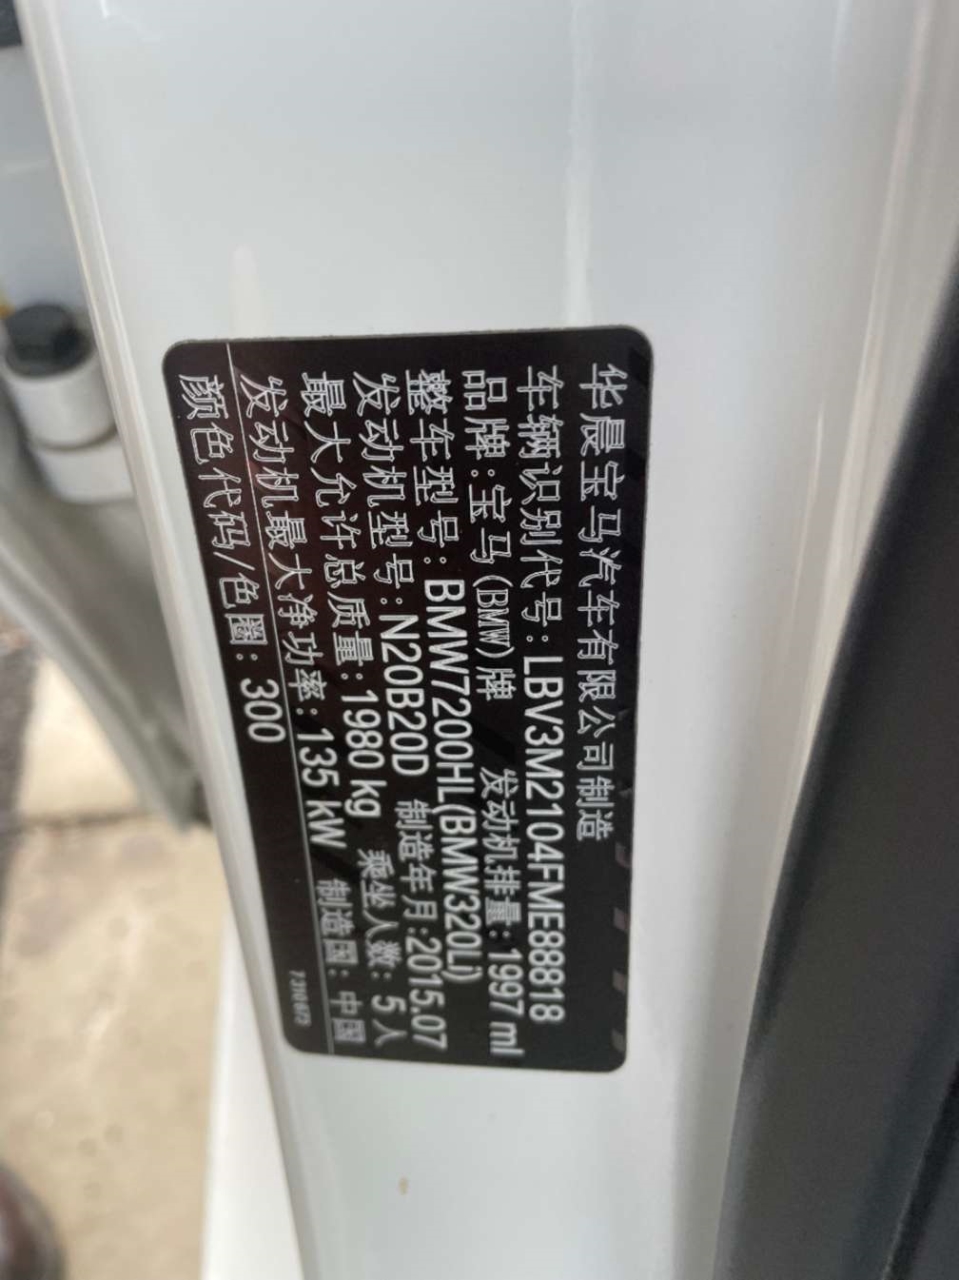 华晨宝马汽车有限公司制造
车辆识别代号:LBV3M2104FME88818
品牌:宝马(BMW)牌 发动机排量:1997 ml
整车型号:BMW7200HL(BMW320Li)
发动机型号:N20B20D 制造年月:2015.07
最大允许总质量:1980 kg 乘坐人数:5人
发动机最大净功率:135 kW 制造国:中国
颜色代码/色圈:300
7310673